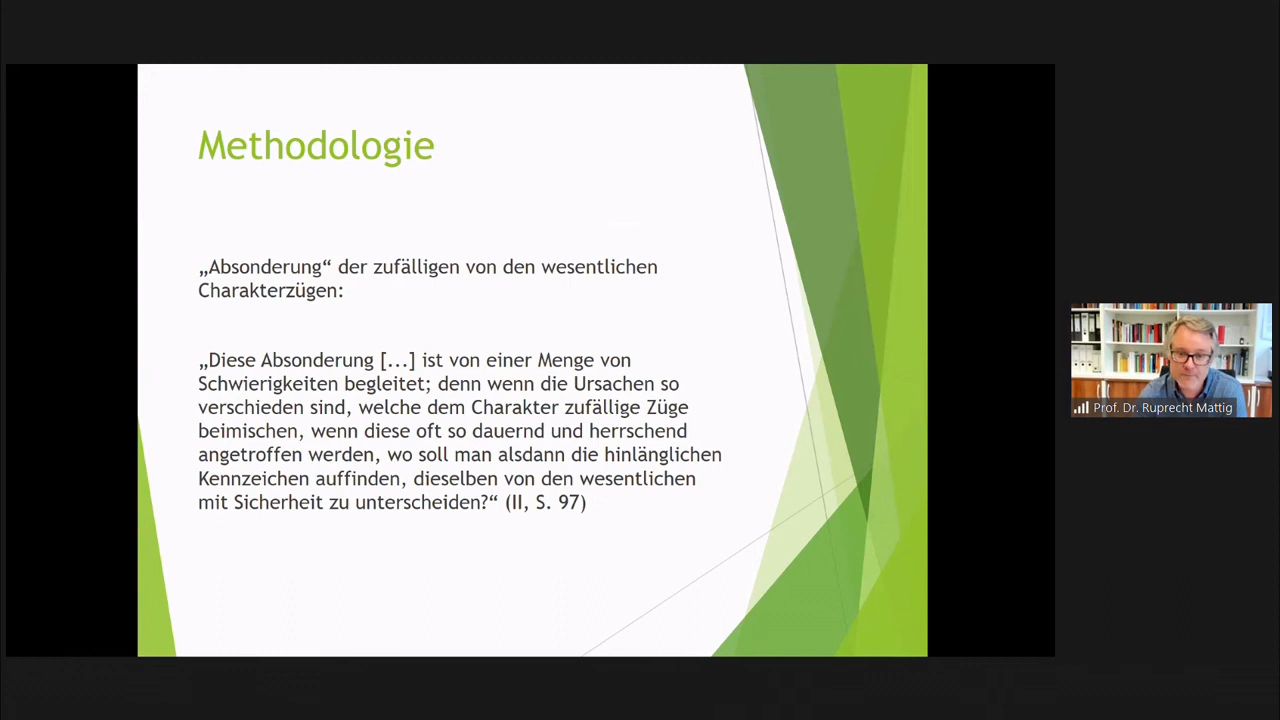 Methodologie
„Absonderung“ der zufälligen von den wesentlichen
Charakterzügen:
„Diese Absonderung [...] ist von einer Menge von
Schwierigkeiten begleitet; denn wenn die Ursachen so
verschieden sind, welche dem Charakter zufällige Züge
beimischen, wenn diese oft so dauernd und herrschend
angetroffen werden, wo soll man alsdann die hinlänglichen
Kennzeichen auffinden, dieselben von den wesentlichen
mit Sicherheit zu unterscheiden?“ (II, S. 97)
Prof. Dr. Ruprecht Mattig